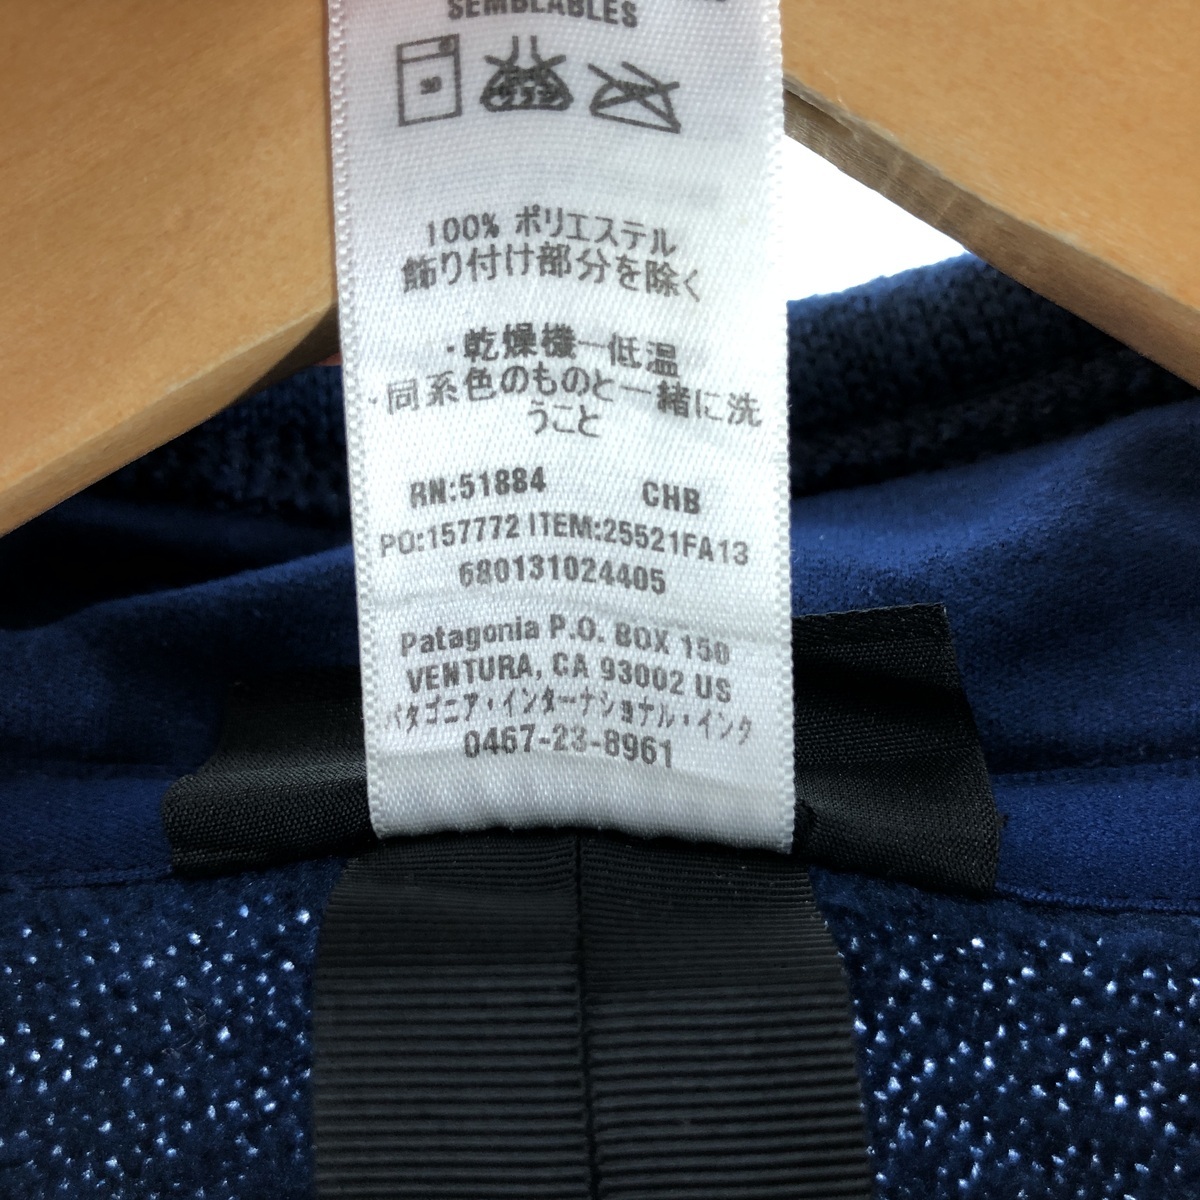 SEMBLABLES
30
100% ポリエステル
飾り付け部分を除く
・乾燥機一低温
・同系色のものと一緒に洗
うこと
RN:51884 CHB
PO:157772 ITEM:25521FA13
680131024405
Patagonia P.O. BOX 150
VENTURA, CA 93002 US
パタゴニア・インターナショナル・インタ
0467-23-8961